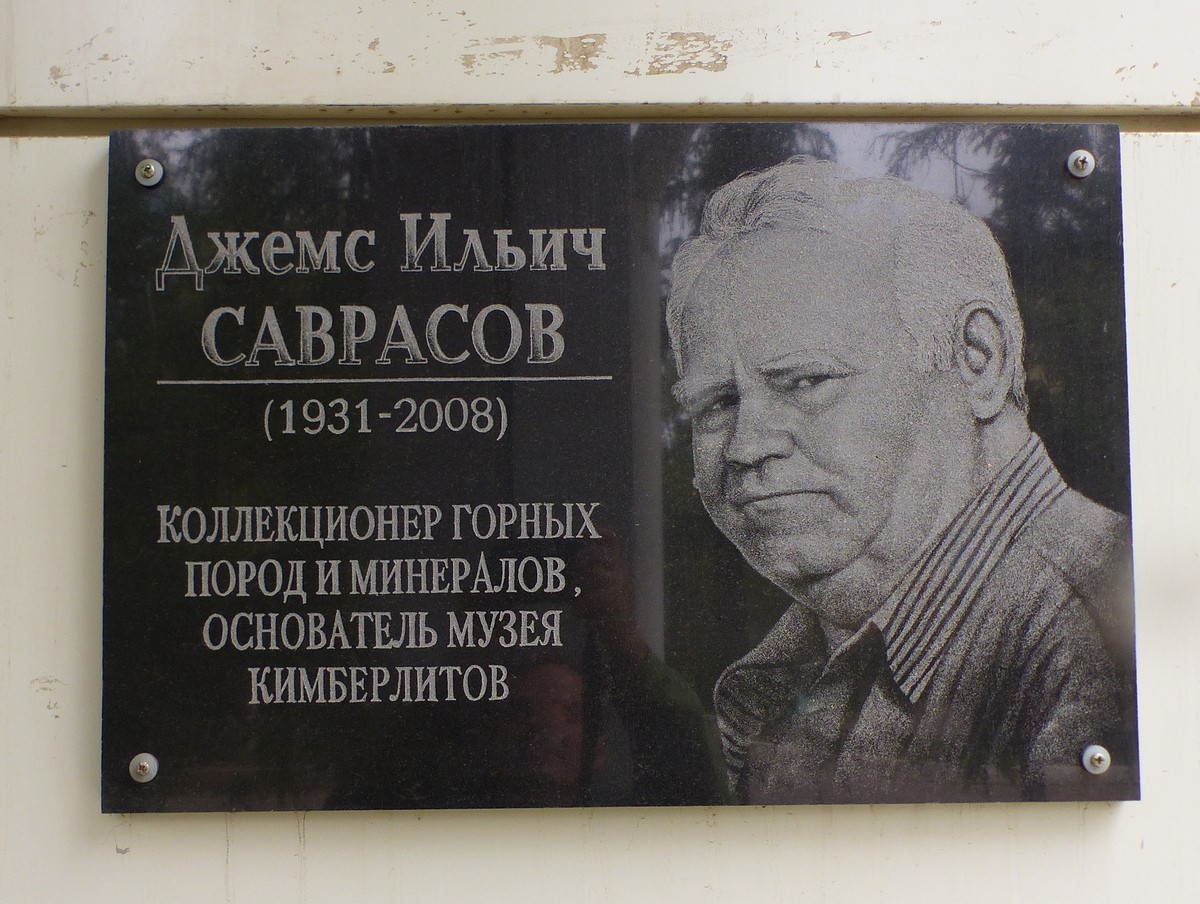 Джемс Ильич
САВРАСОВ
(1931-2008)
КОЛЛЕКЦИОНЕР ГОРНЫХ
ПОРОД И МИНЕРАЛОВ ,
ОСНОВАТЕЛЬ МУЗЕЯ
КИМБЕРЛИТОВ